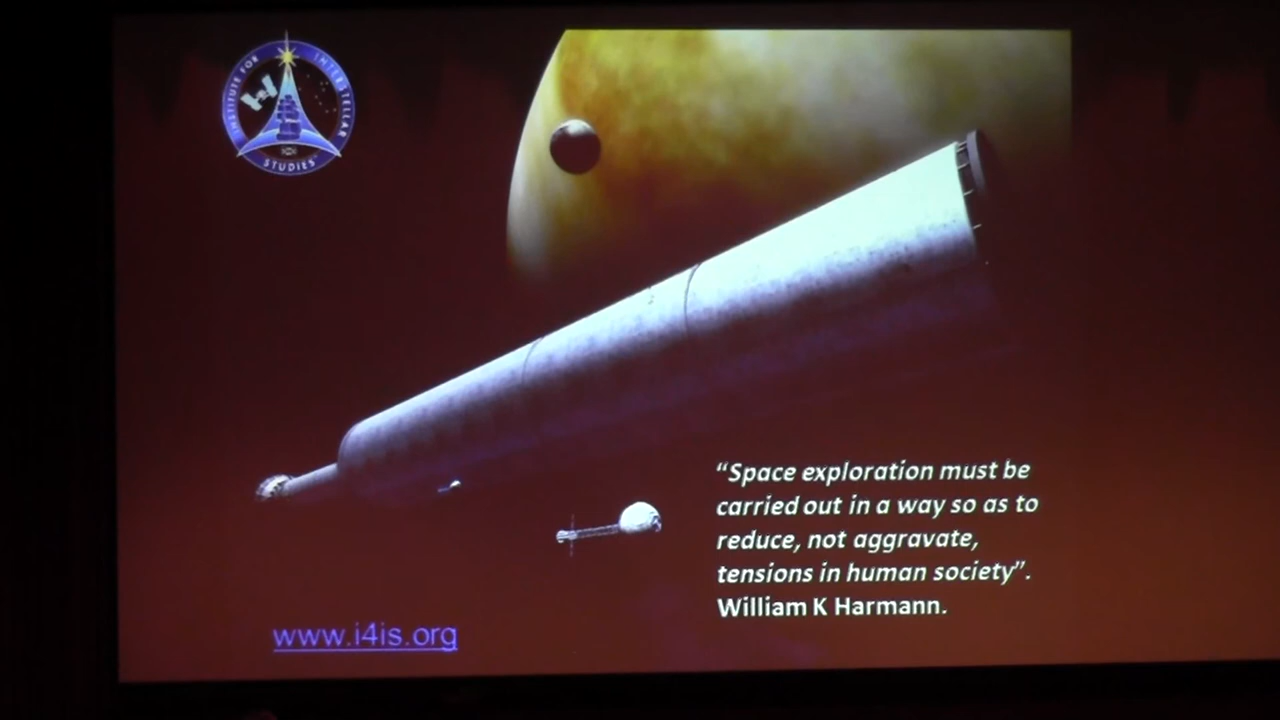 INSTITUTE FOR INTERSTELLAR
STUDIES
“Space exploration must be
carried out in a way so as to
reduce, not aggravate,
tensions in human society”.
William K Harmann.
www.i4is.org